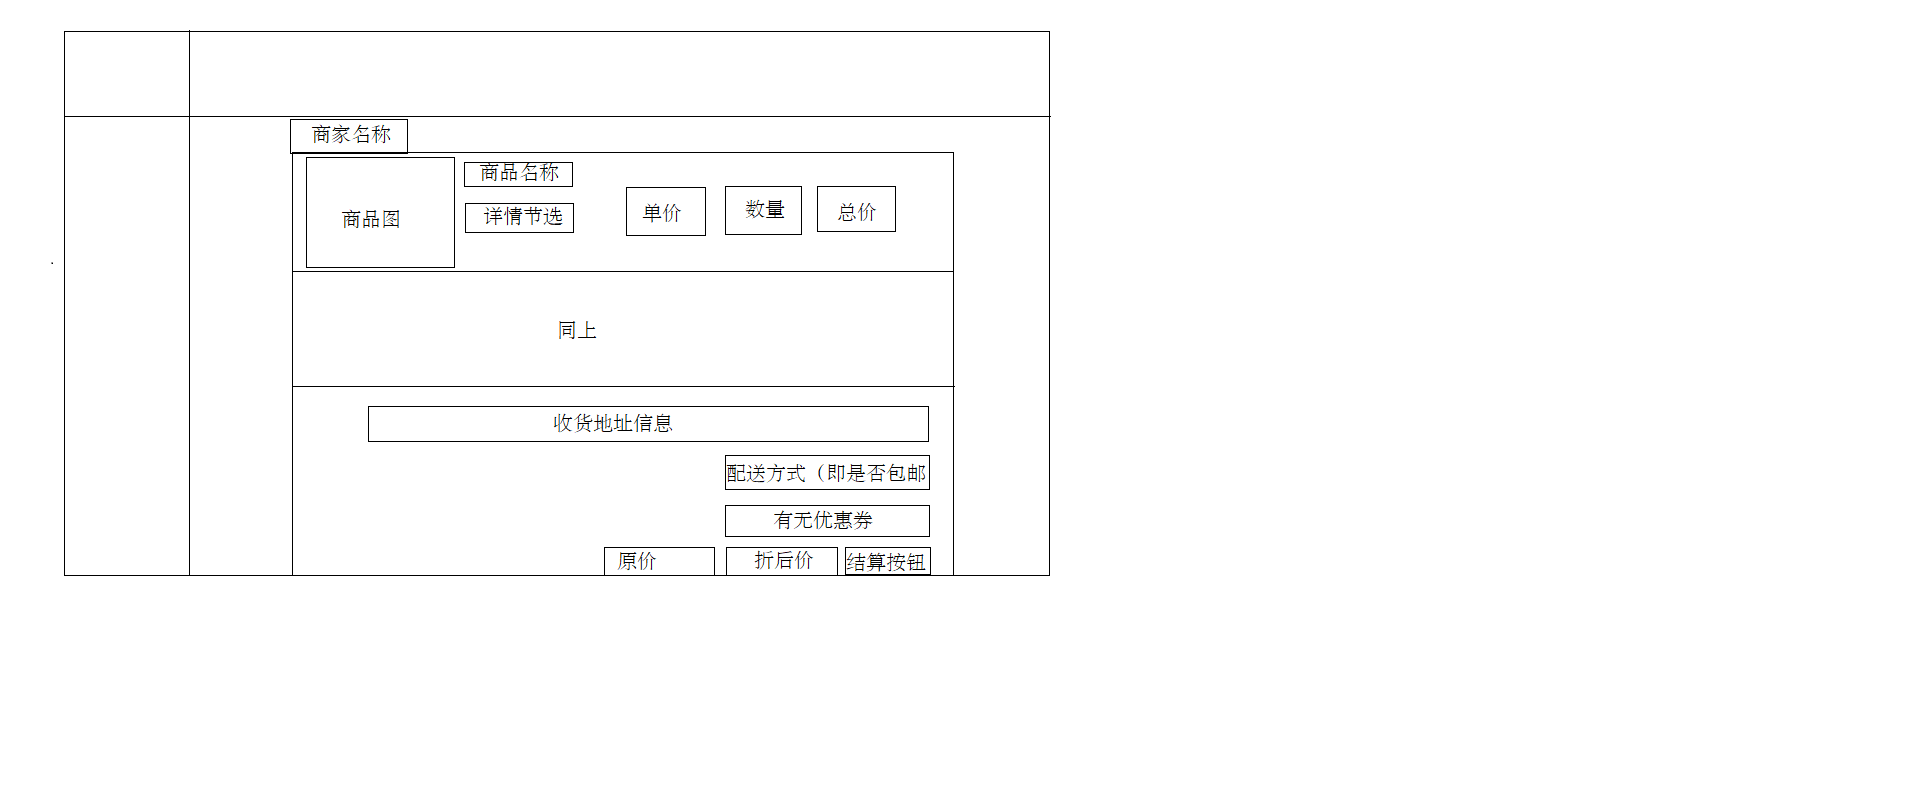 商家名称
商品名称
商品图
详情节选
单价
数量
总价
同上
收货地址信息
配送方式（即是否包邮
有无优惠券
原价
折后价
结算按钮